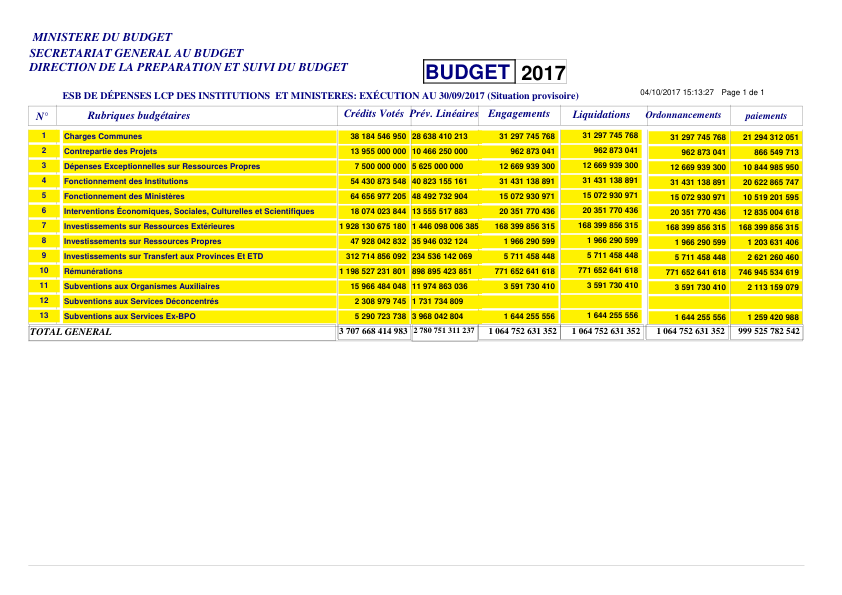 MINISTERE DU BUDGET
SECRETARIAT GENERAL AU BUDGET
DIRECTION DE LA PREPARATION ET SUIVI DU BUDGET
BUDGET 2017
ESB DE DÉPENSES LCP DES INSTITUTIONS ET MINISTERES: EXÉCUTION AU 30/09/2017 (Situation provisoire)
04/10/2017 15:13:27 Page 1 de 1
N° Rubriques budgétaires Crédits Votés Prév. Linéaires Engagements Liquidations Ordonnancements paiements
1 Charges Communes 38 184 546 950 28 638 410 213 31 297 745 768 31 297 745 768 31 297 745 768 21 294 312 051
2 Contrepartie des Projets 13 955 000 000 10 466 250 000 962 873 041 962 873 041 962 873 041 866 549 713
3 Dépenses Exceptionnelles sur Ressources Propres 7 500 000 000 5 625 000 000 12 669 939 300 12 669 939 300 12 669 939 300 10 844 985 950
4 Fonctionnement des Institutions 54 430 873 548 40 823 155 161 31 431 138 891 31 431 138 891 31 431 138 891 20 622 865 747
5 Fonctionnement des Ministères 64 656 977 205 48 492 732 904 15 072 930 971 15 072 930 971 15 072 930 971 10 519 201 595
6 Interventions Économiques, Sociales, Culturelles et Scientifiques 18 074 023 844 13 555 517 883 20 351 770 436 20 351 770 436 20 351 770 436 12 835 004 618
7 Investissements sur Ressources Extérieures 1 928 130 675 180 1 446 098 006 385 168 399 856 315 168 399 856 315 168 399 856 315 168 399 856 315
8 Investissements sur Ressources Propres 47 928 042 832 35 946 032 124 1 966 290 599 1 966 290 599 1 966 290 599 1 203 631 406
9 Investissements sur Transfert aux Provinces Et ETD 312 714 856 092 234 536 142 069 5 711 458 448 5 711 458 448 5 711 458 448 2 621 260 460
10 Rémunérations 1 198 527 231 801 898 895 423 851 771 652 641 618 771 652 641 618 771 652 641 618 746 945 534 619
11 Subventions aux Organismes Auxiliaires 15 966 484 048 11 974 863 036 3 591 730 410 3 591 730 410 3 591 730 410 2 113 159 079
12 Subventions aux Services Déconcentrés 2 308 979 745 1 731 734 809
13 Subventions aux Services Ex-BPO 5 290 723 738 3 968 042 804 1 644 255 556 1 644 255 556 1 644 255 556 1 259 420 988
TOTAL GENERAL 3 707 668 414 983 2 780 751 311 237 1 064 752 631 352 1 064 752 631 352 1 064 752 631 352 999 525 782 542